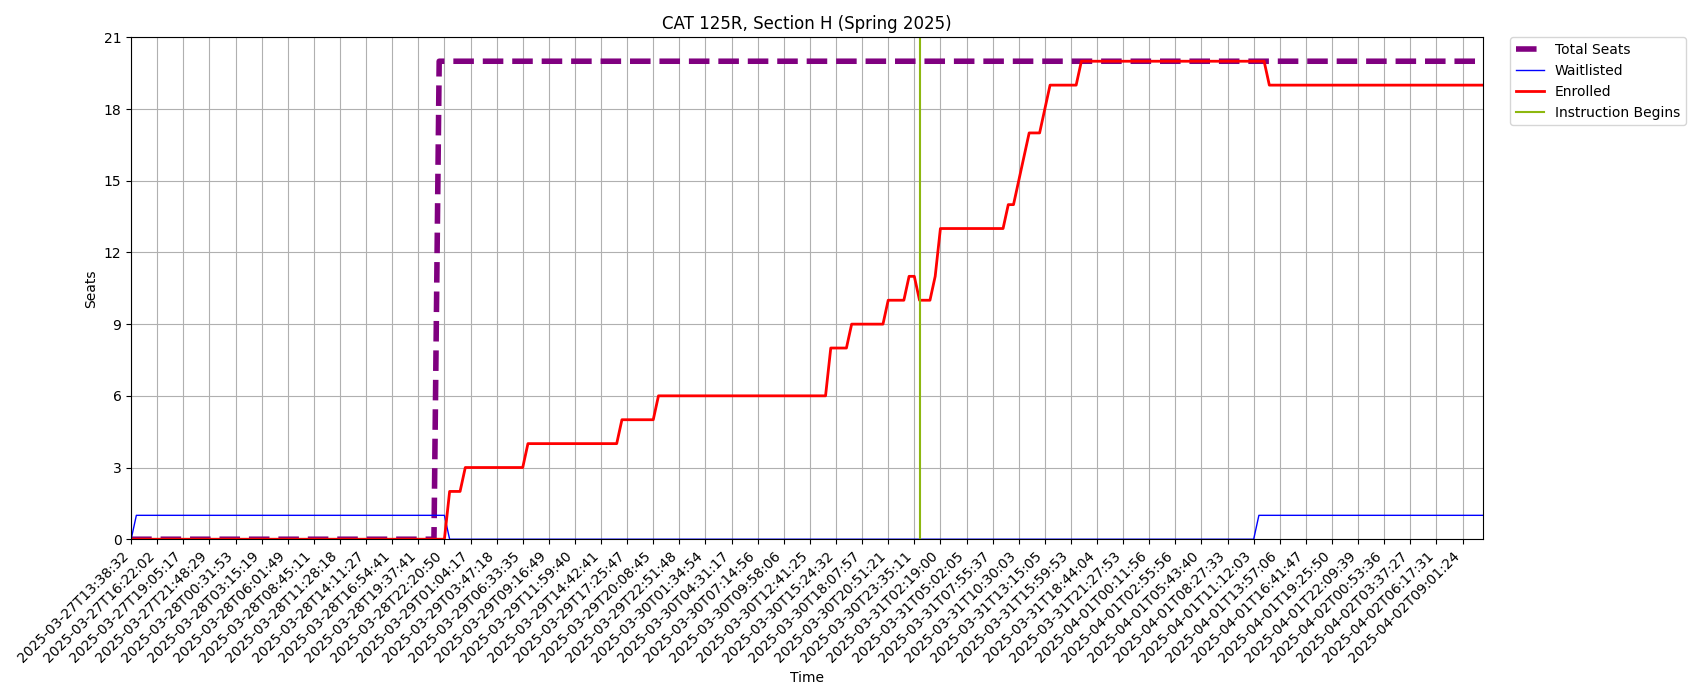 CAT 125R, Section H (Spring 2025)
Total Seats
Waitlisted
Enrolled
Instruction Begins
Seats
21
18
15
12
9
6
3
0
2025-03-27T13:38:32
2025-03-27T16:22:02
2025-03-27T19:05:17
2025-03-27T21:48:29
2025-03-28T00:31:53
2025-03-28T03:15:19
2025-03-28T06:01:49
2025-03-28T08:45:11
2025-03-28T11:28:18
2025-03-28T14:11:27
2025-03-28T16:54:41
2025-03-28T19:37:41
2025-03-28T22:20:50
2025-03-29T01:04:17
2025-03-29T03:47:18
2025-03-29T06:33:35
2025-03-29T09:16:49
2025-03-29T11:59:40
2025-03-29T14:42:41
2025-03-29T17:25:47
2025-03-29T20:08:45
2025-03-29T22:51:48
2025-03-30T01:34:54
2025-03-30T04:31:17
2025-03-30T07:14:56
2025-03-30T09:58:06
2025-03-30T12:41:25
2025-03-30T15:24:32
2025-03-30T18:07:57
2025-03-30T20:51:21
2025-03-30T23:35:11
2025-03-31T02:19:00
2025-03-31T05:02:05
2025-03-31T07:55:37
2025-03-31T10:30:03
2025-03-31T13:15:05
2025-03-31T15:59:53
2025-03-31T18:44:04
2025-03-31T21:27:53
2025-04-01T00:11:56
2025-04-01T02:55:56
2025-04-01T05:43:40
2025-04-01T08:27:33
2025-04-01T11:12:03
2025-04-01T13:57:06
2025-04-01T16:41:47
2025-04-01T19:25:50
2025-04-01T22:09:39
2025-04-02T00:53:36
2025-04-02T03:37:27
2025-04-02T06:17:31
2025-04-02T09:01:24
Time